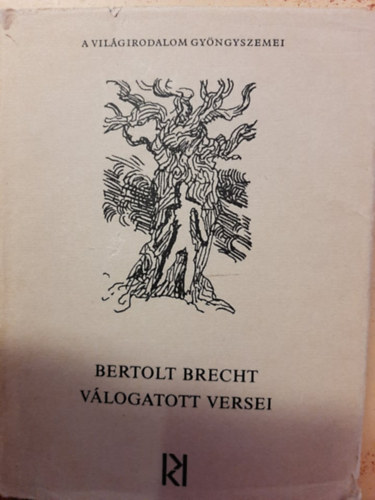 A VILÁGIRODALOM GYÖNGYSZEMEI
BERTOLT BRECHT
VÁLOGATOTT VERSEI